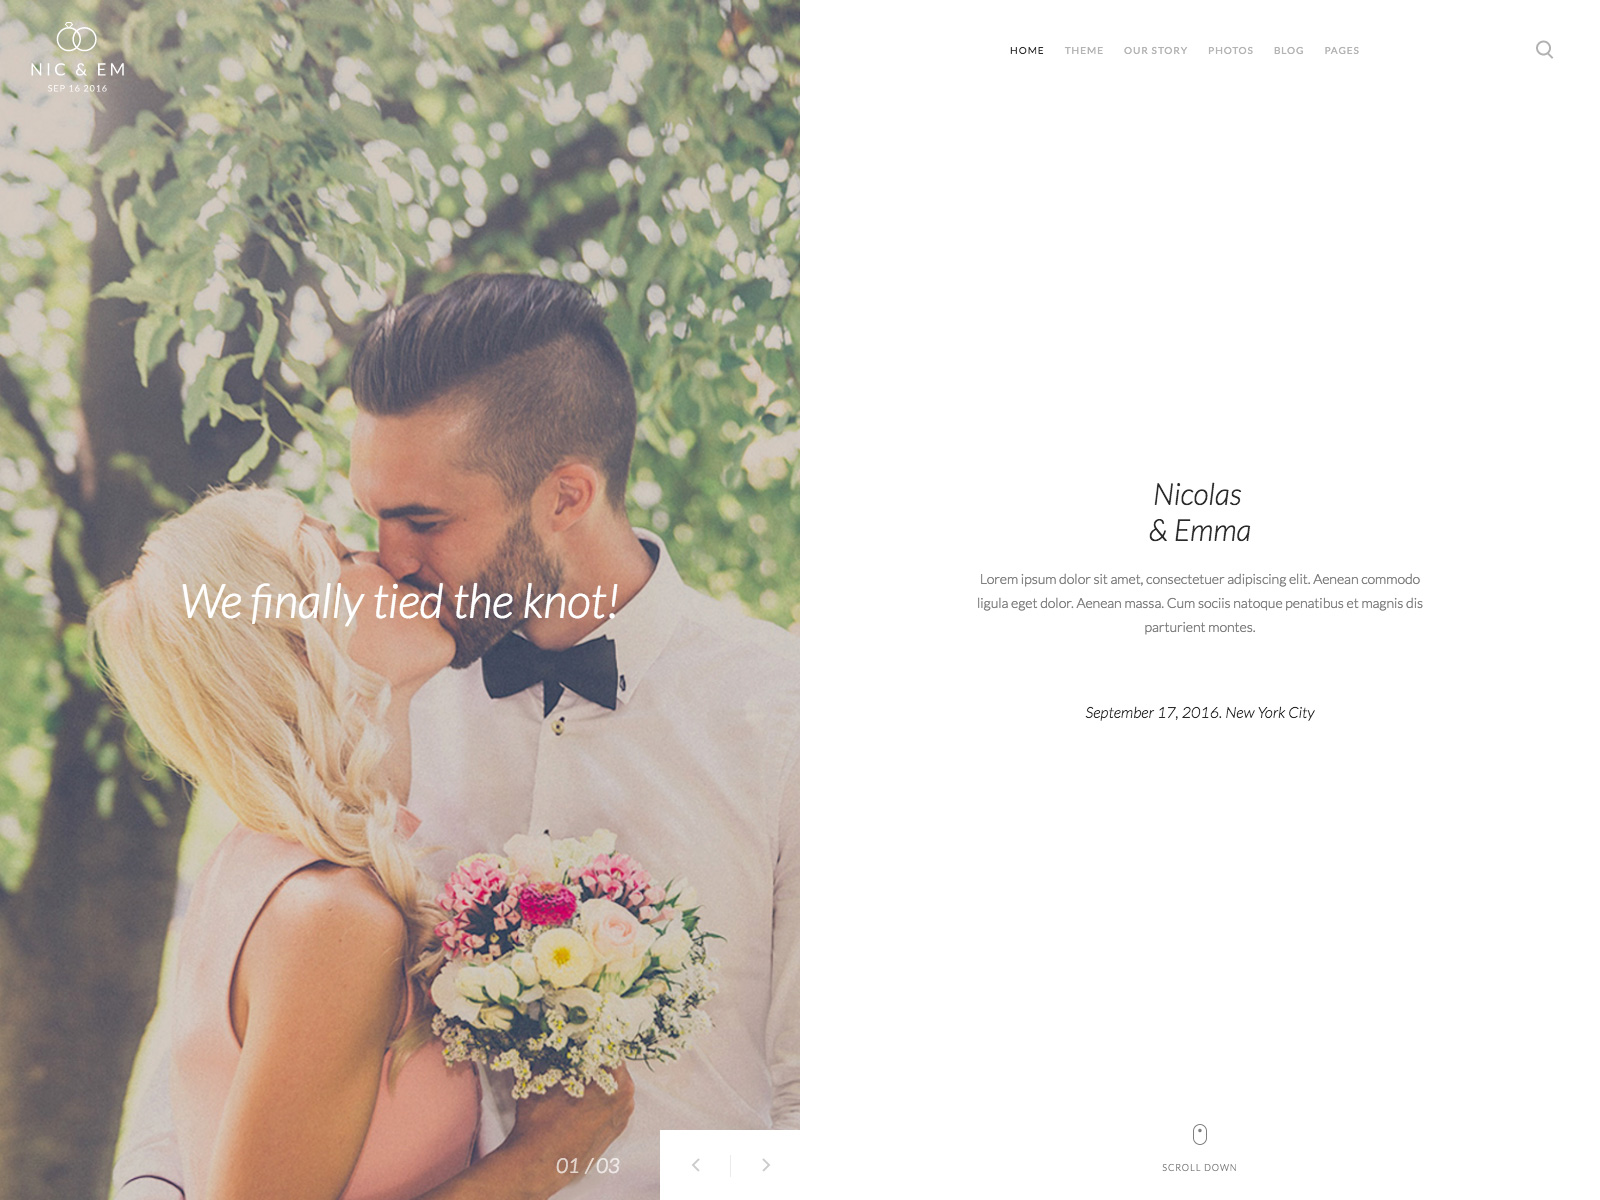 NIC & EM
SEP 16 2016
HOME THEME OUR STORY PHOTOS BLOG PAGES
We finally tied the knot!
01 / 03
Nicolas
& Emma
Lorem ipsum dolor sit amet, consectetuer adipiscing elit. Aenean commodo
ligula eget dolor. Aenean massa. Cum sociis natoque penatibus et magnis dis
parturient montes.
September 17, 2016. New York City
SCROLL DOWN